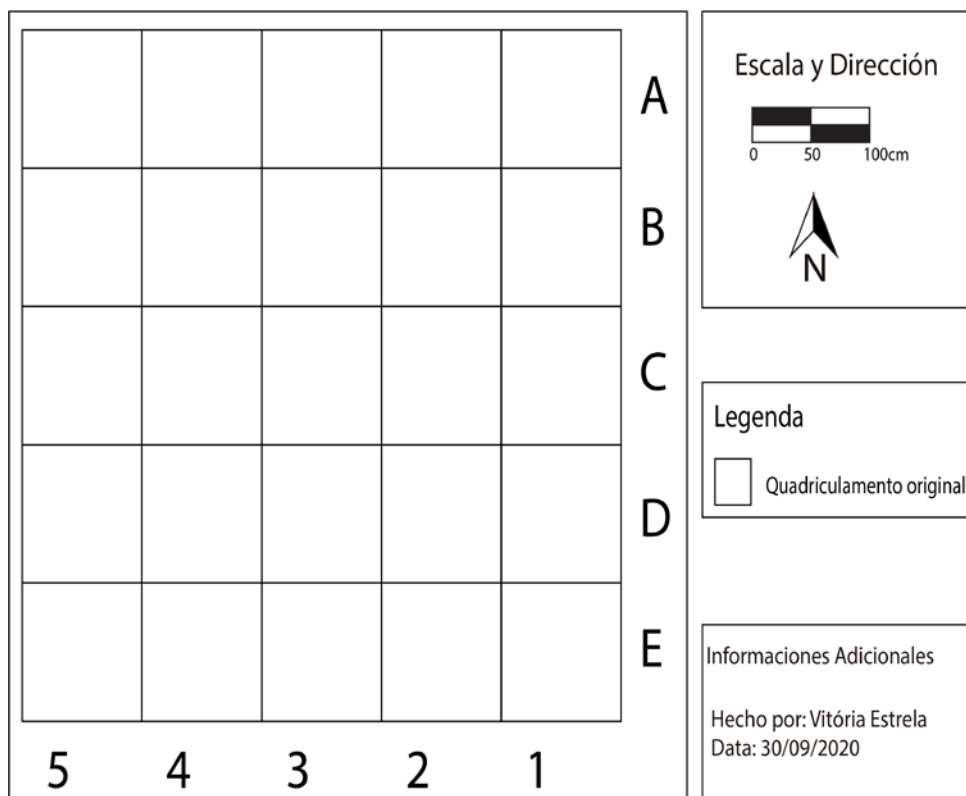 A
B
C
D
E
5 4 3 2 1
Escala y Dirección
0 50 100cm
N
Legenda
Quadriculamento original
Informaciones Adicionales
Hecho por: Vitória Estrela
Data: 30/09/2020